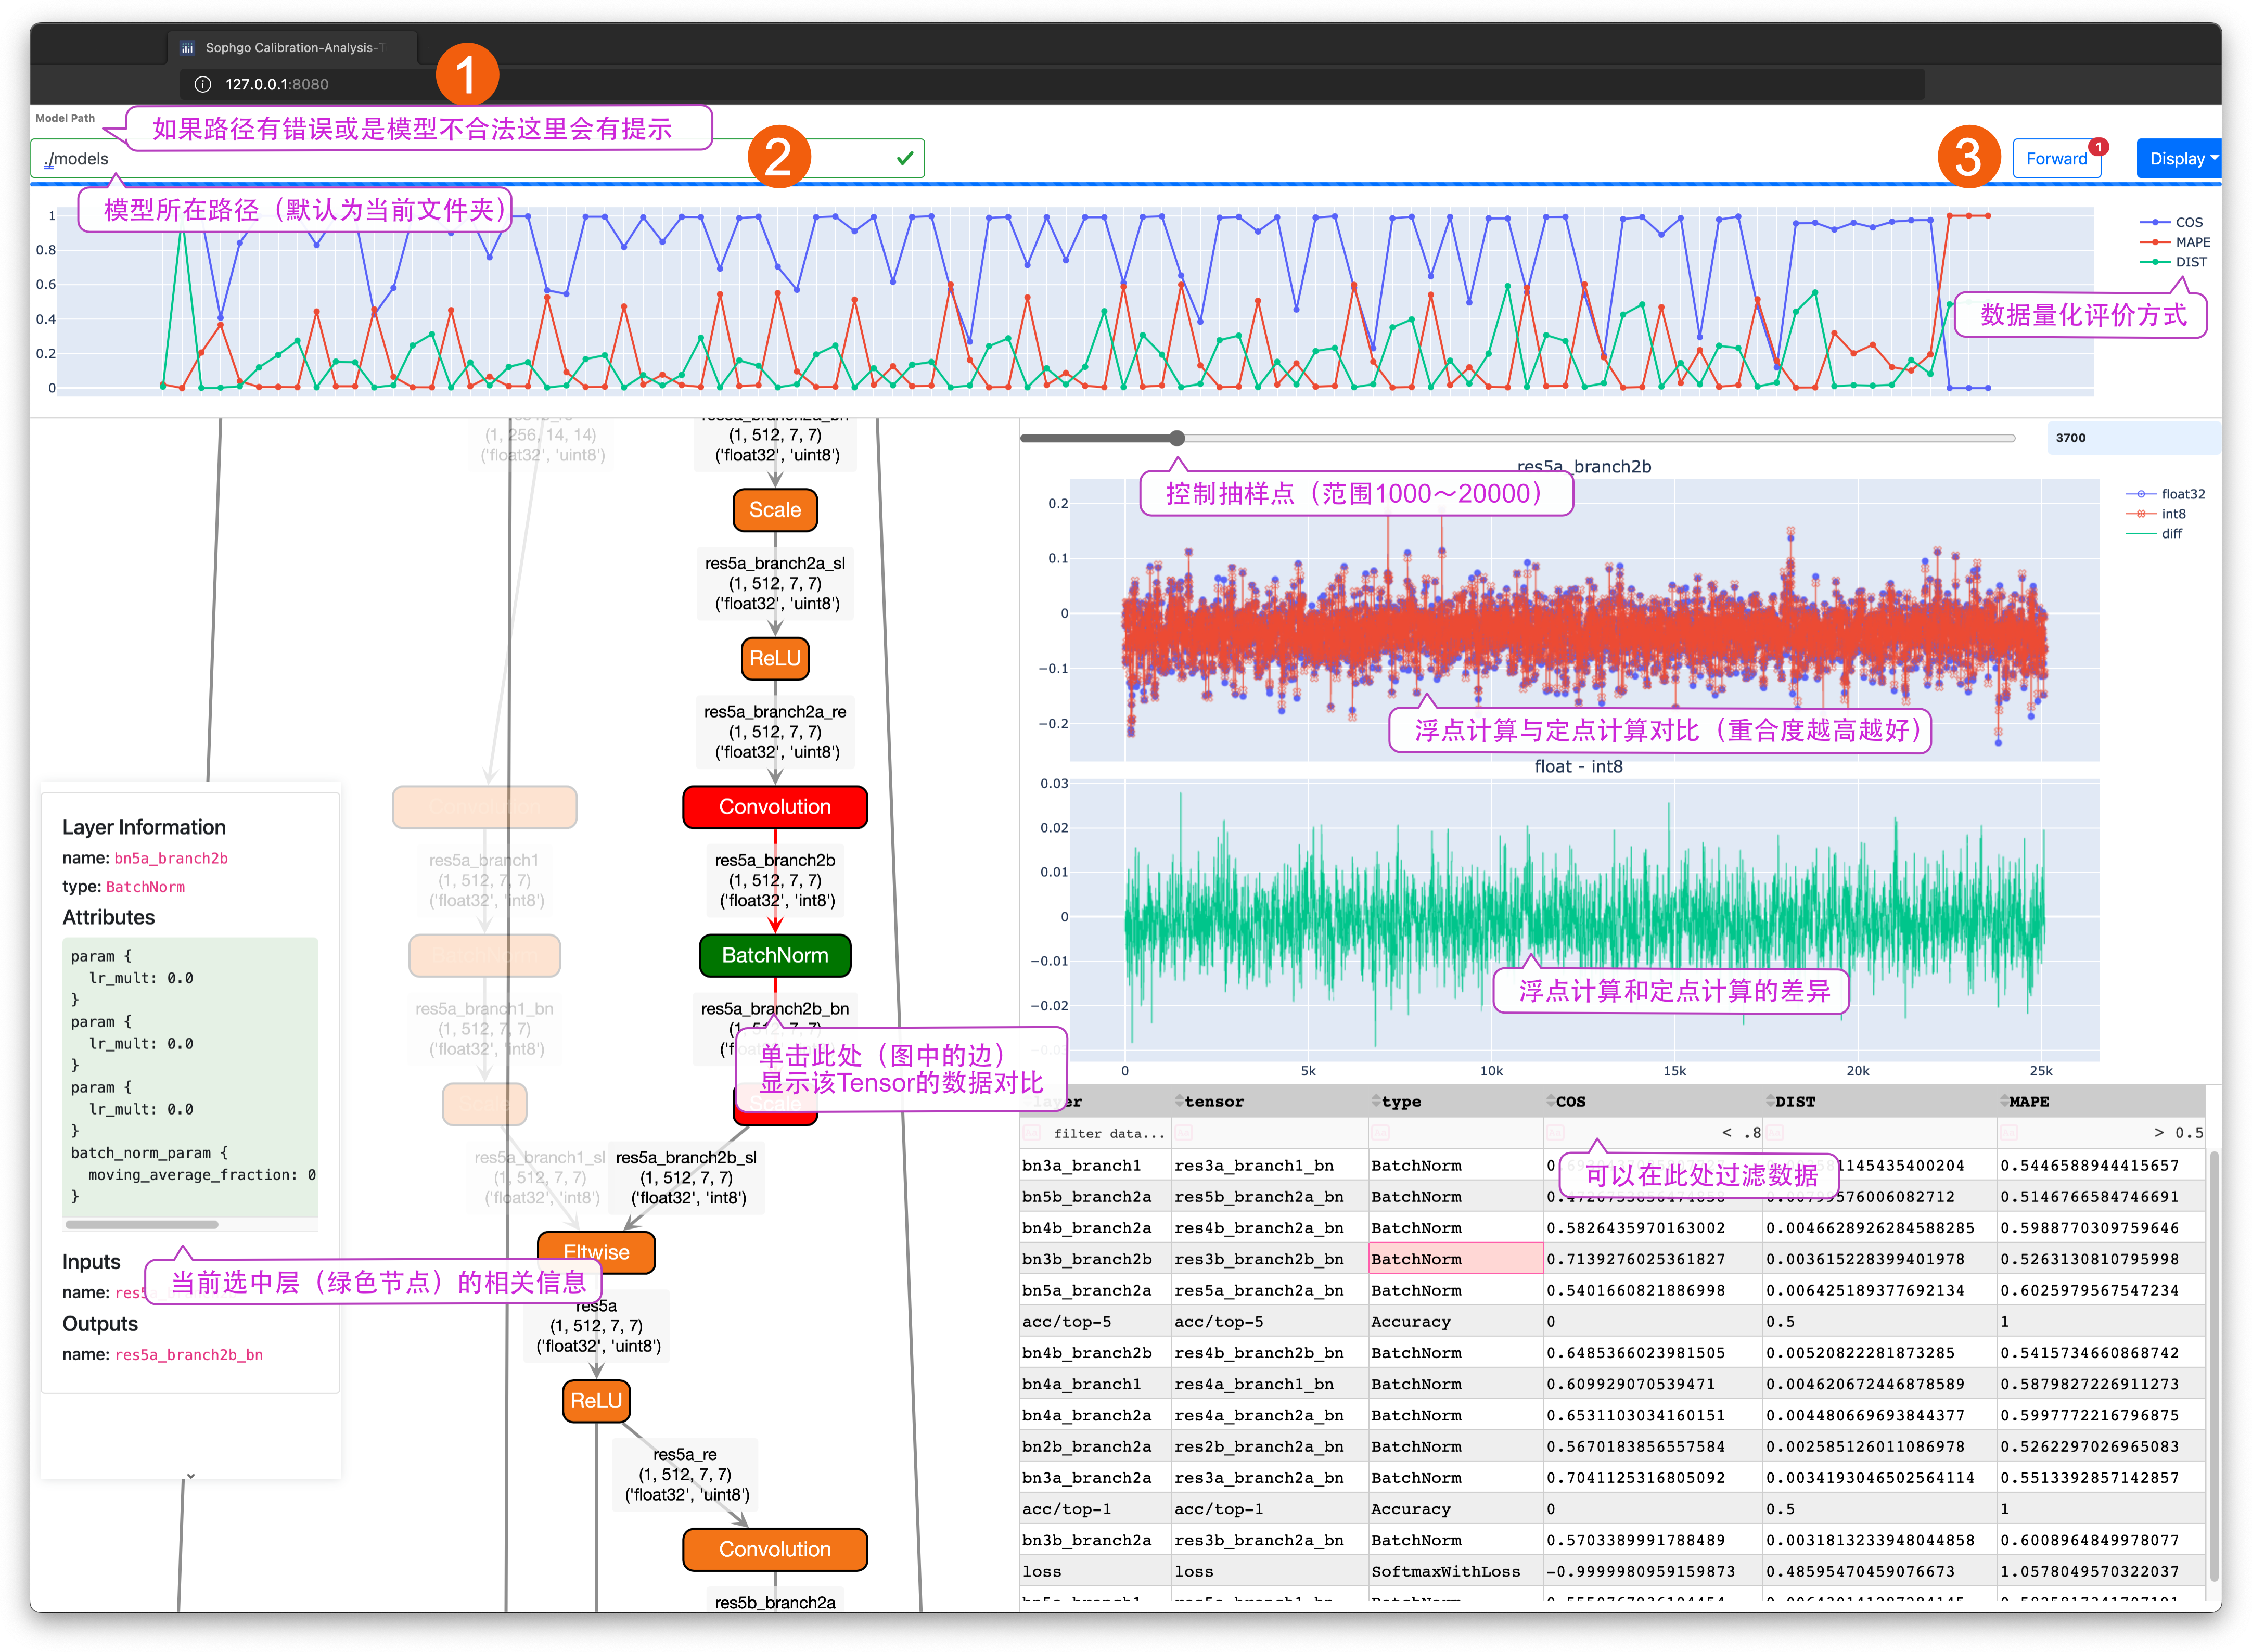 Sophgo Calibration-Analysis-T
127.0.0.1:8080
1
Model Path
如果路径有错误或是模型不合法这里会有提示
./models
2
3
Forward
1
Display
模型所在路径（默认为当前文件夹）
1
0.8
0.6
0.4
0.2
0
COS
MAPE
DIST
数据量化评价方式
(1, 256, 14, 14)
('float32', 'uint8')
res5a_branch2a_bn
(1, 512, 7, 7)
('float32', 'uint8')
Scale
res5a_branch2a_sl
(1, 512, 7, 7)
('float32', 'uint8')
ReLU
res5a_branch2a_re
(1, 512, 7, 7)
('float32', 'uint8')
Convolution
Convolution
res5a_branch1
(1, 512, 7, 7)
('float32', 'int8')
res5a_branch2b
(1, 512, 7, 7)
('float32', 'int8')
BatchNorm
BatchNorm
res5a_branch1_bn
(1, 512, 7, 7)
('float32', 'int8')
res5a_branch2b_bn
(1, 512, 7, 7)
单击此处（图中的边）
显示该Tensor的数据对比
Scale
Scale
res5a_branch1_sl
(1, 512, 7, 7)
('float32', 'int8')
res5a_branch2b_sl
(1, 512, 7, 7)
('float32', 'int8')
Eltwise
res5a
(1, 512, 7, 7)
('float32', 'uint8')
ReLU
res5a_re
(1, 512, 7, 7)
('float32', 'uint8')
Convolution
res5b_branch2a
Layer Information
name: bn5a_branch2b
type: BatchNorm
Attributes
param {
lr_mult: 0.0
}
param {
lr_mult: 0.0
}
param {
lr_mult: 0.0
}
batch_norm_param {
moving_average_fraction: 0
}
Inputs
当前选中层（绿色节点）的相关信息
name: res5
Outputs
name: res5a_branch2b_bn
3700
res5a_branch2b
控制抽样点（范围1000～20000）
float32
int8
diff
0.2
0.1
0
−0.1
−0.2
浮点计算与定点计算对比（重合度越高越好）
float - int8
0.03
0.02
0.01
0
−0.01
−0.02
浮点计算和定点计算的差异
0
5k
10k
15k
20k
25k
layer tensor type COS DIST MAPE
filter data... < .8 > 0.5
可以在此处过滤数据
bn3a_branch1 res3a_branch1_bn BatchNorm 0.5446588944415657
bn5b_branch2a res5b_branch2a_bn BatchNorm 0.5146766584746691
bn4b_branch2a res4b_branch2a_bn BatchNorm 0.5826435970163002 0.0046628926284588285 0.5988770309759646
bn3b_branch2b res3b_branch2b_bn BatchNorm 0.7139276025361827 0.003615228399401978 0.5263130810795998
bn5a_branch2a res5a_branch2a_bn BatchNorm 0.5401660821886998 0.006425189377692134 0.6025979567547234
acc/top-5 acc/top-5 Accuracy 0 0.5 1
bn4b_branch2b res4b_branch2b_bn BatchNorm 0.6485366023981505 0.00520822281873285 0.5415734660868742
bn4a_branch1 res4a_branch1_bn BatchNorm 0.609929070539471 0.004620672446878589 0.5879827226911273
bn4a_branch2a res4a_branch2a_bn BatchNorm 0.6531103034160151 0.004480669693844377 0.5997772216796875
bn2b_branch2a res2b_branch2a_bn BatchNorm 0.5670183856557584 0.002585126011086978 0.5262297026965083
bn3a_branch2a res3a_branch2a_bn BatchNorm 0.7041125316805092 0.0034193046502564114 0.5513392857142857
acc/top-1 acc/top-1 Accuracy 0 0.5 1
bn3b_branch2a res3b_branch2a_bn BatchNorm 0.5703389991788489 0.0031813233948044858 0.6008964849978077
loss loss SoftmaxWithLoss -0.9999980959159873 0.48595470459076673 1.0578049570322037